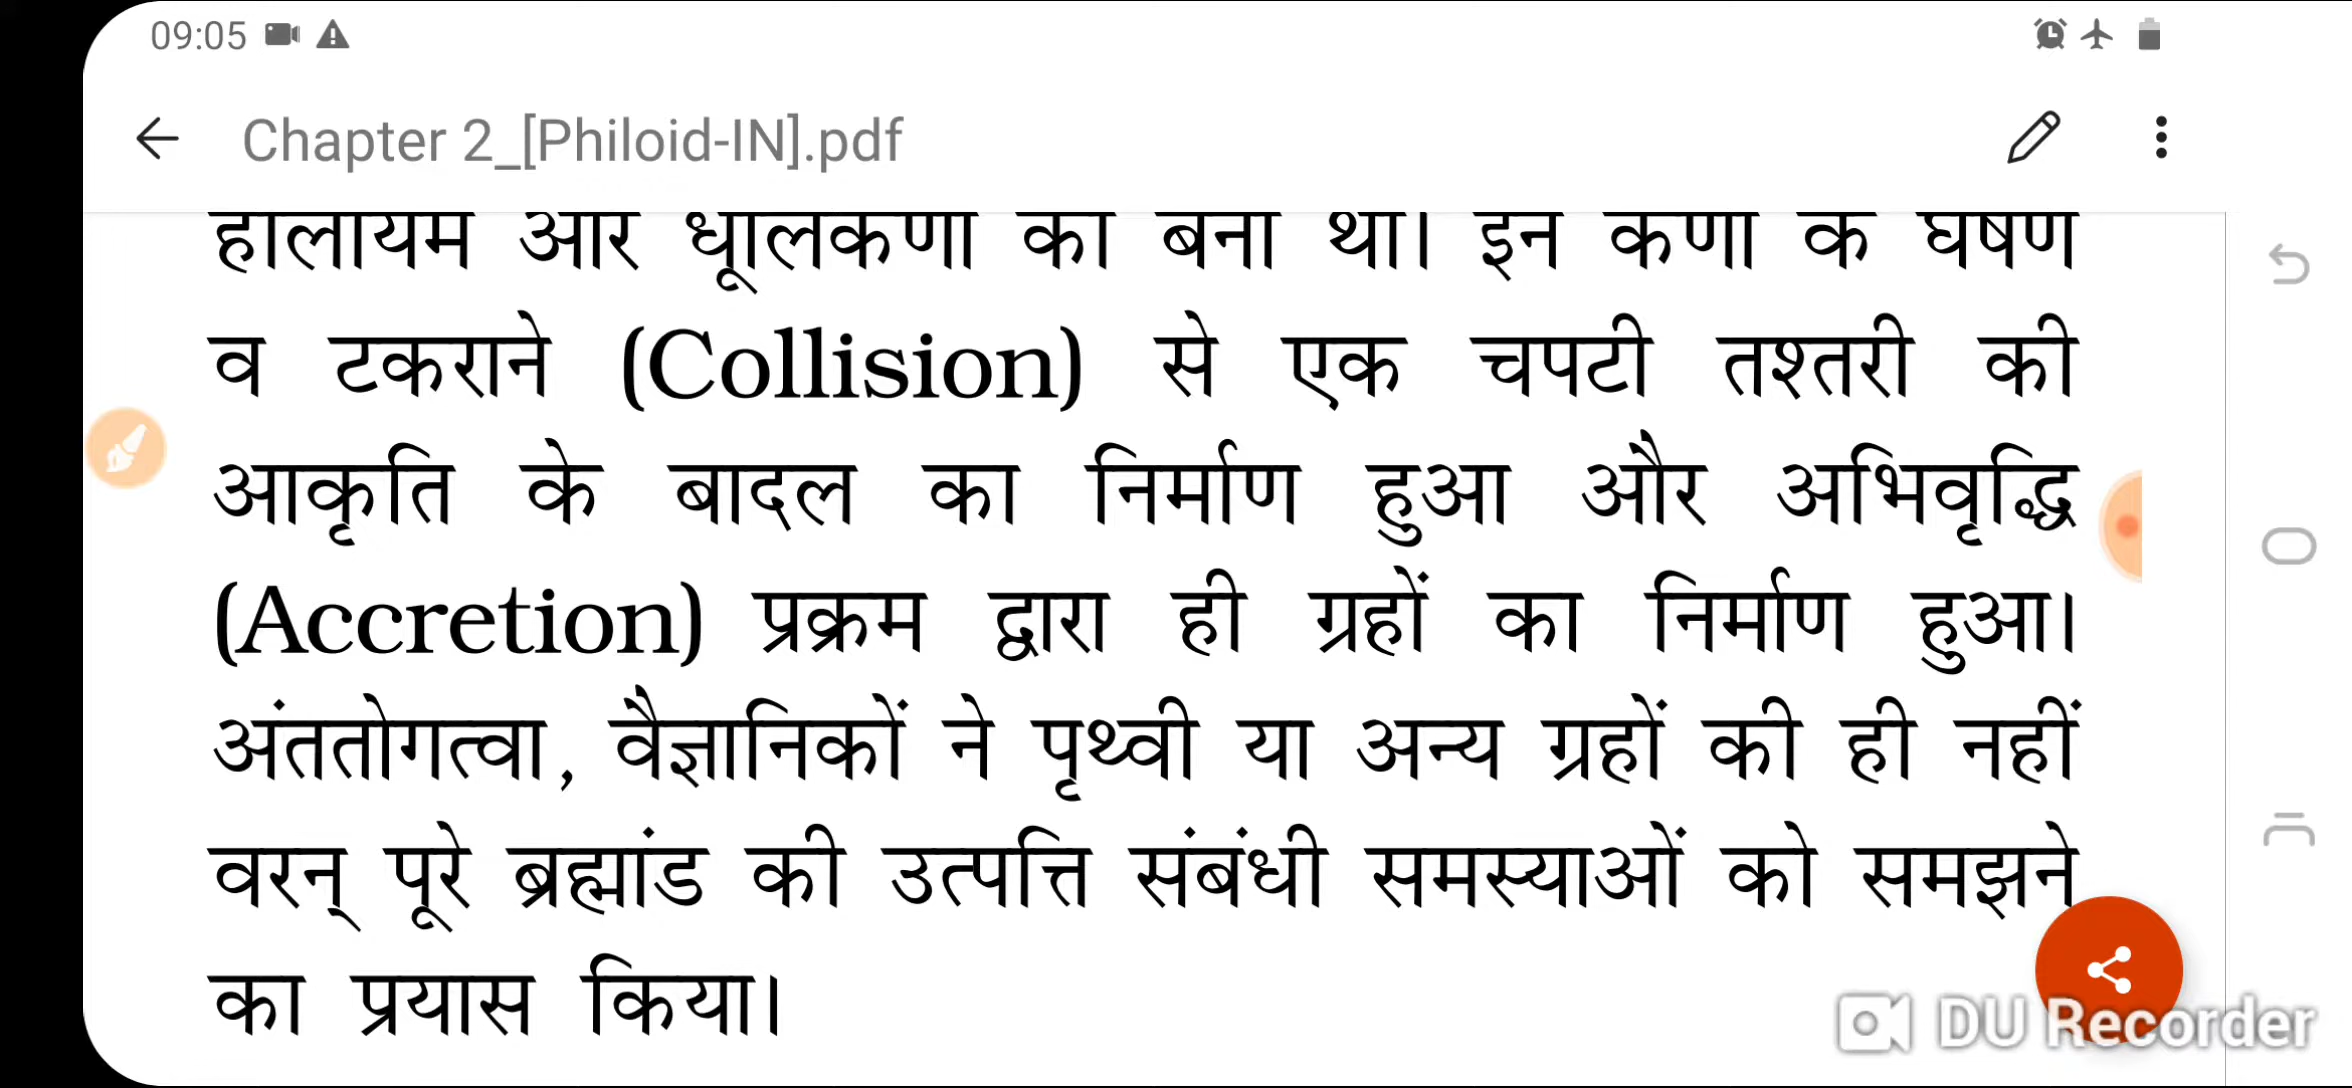 09:05
Chapter 2_[Philoid-IN].pdf
हीलीयम और धूलिकणों का बना था। इन कणों के घर्षण
व टकराने (Collision) से एक चपटी तश्तरी की
आकृति के बादल का निर्माण हुआ और अभिवृद्धि
(Accretion) प्रक्रम द्वारा ही ग्रहों का निर्माण हुआ।
अंततोगत्वा, वैज्ञानिकों ने पृथ्वी या अन्य ग्रहों की ही नहीं
वरन् पूरे ब्रह्मांड की उत्पत्ति संबंधी समस्याओं को समझने
का प्रयास किया।
DU Recorder